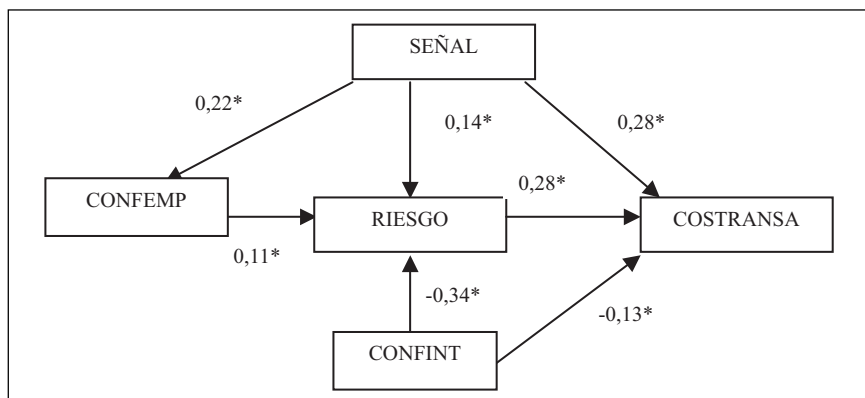 SEÑAL
0,22*
0,14*
0,28*
CONFEMP
0,28*
RIESGO
COSTRANSA
0,11*
-0,34*
-0,13*
CONFINT